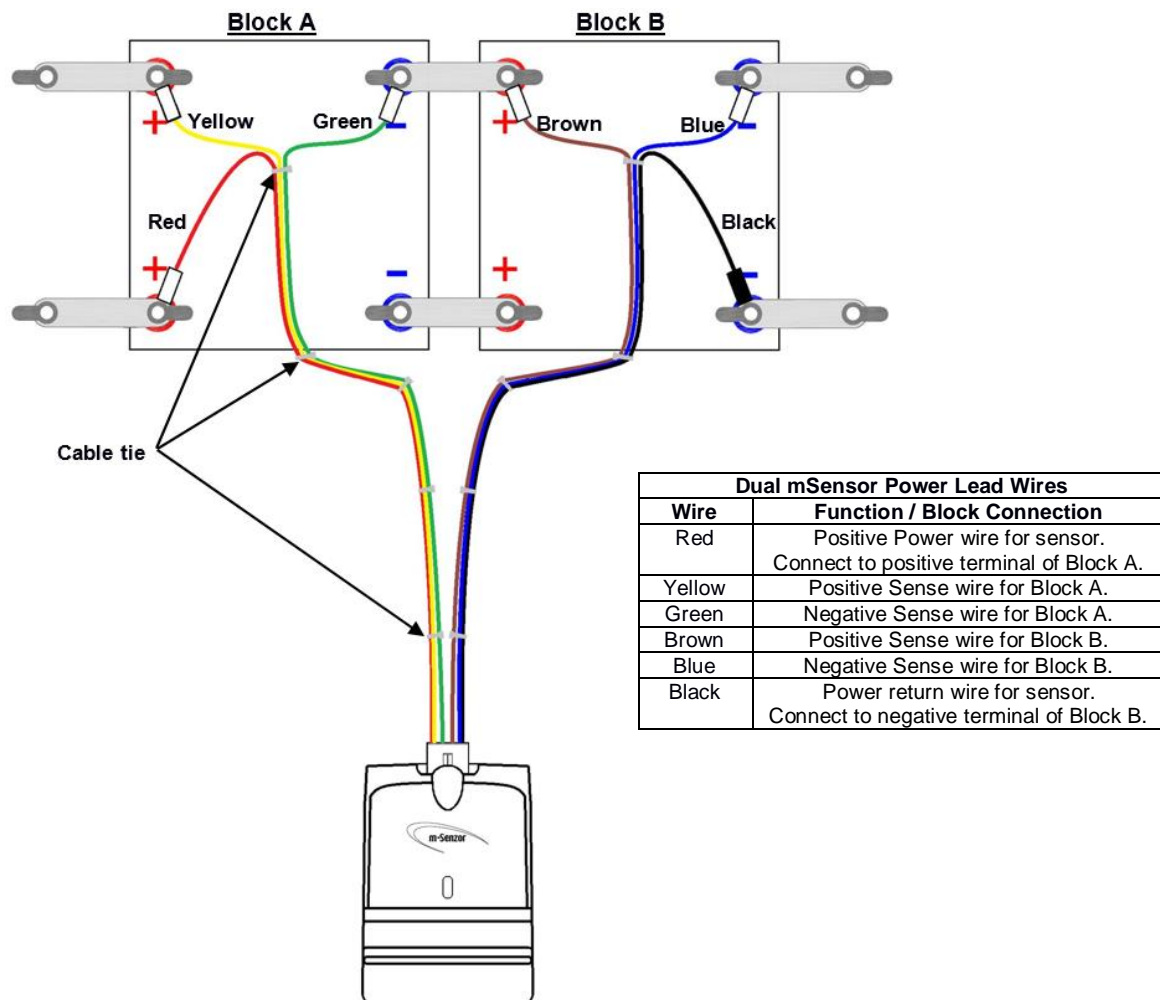 Block A
Block B
+ Yellow Green -
+ Brown Blue -
Red
Black
+ -
+ -
Cable tie
Dual mSensor Power Lead Wires
Wire Function / Block Connection
Red Positive Power wire for sensor.
Connect to positive terminal of Block A.
Yellow Positive Sense wire for Block A.
Green Negative Sense wire for Block A.
Brown Positive Sense wire for Block B.
Blue Negative Sense wire for Block B.
Black Power return wire for sensor.
Connect to negative terminal of Block B.
m-Senzor